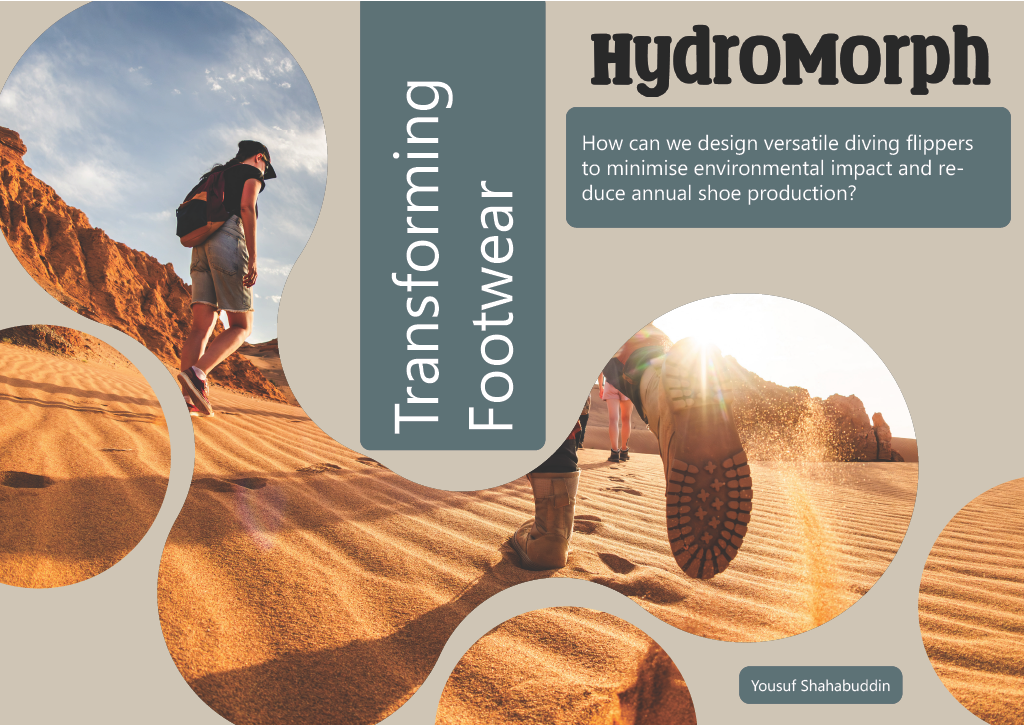 HydroMorph
Transforming
Footwear
How can we design versatile diving flippers
to minimise environmental impact and re-
duce annual shoe production?
Yousuf Shahabuddin